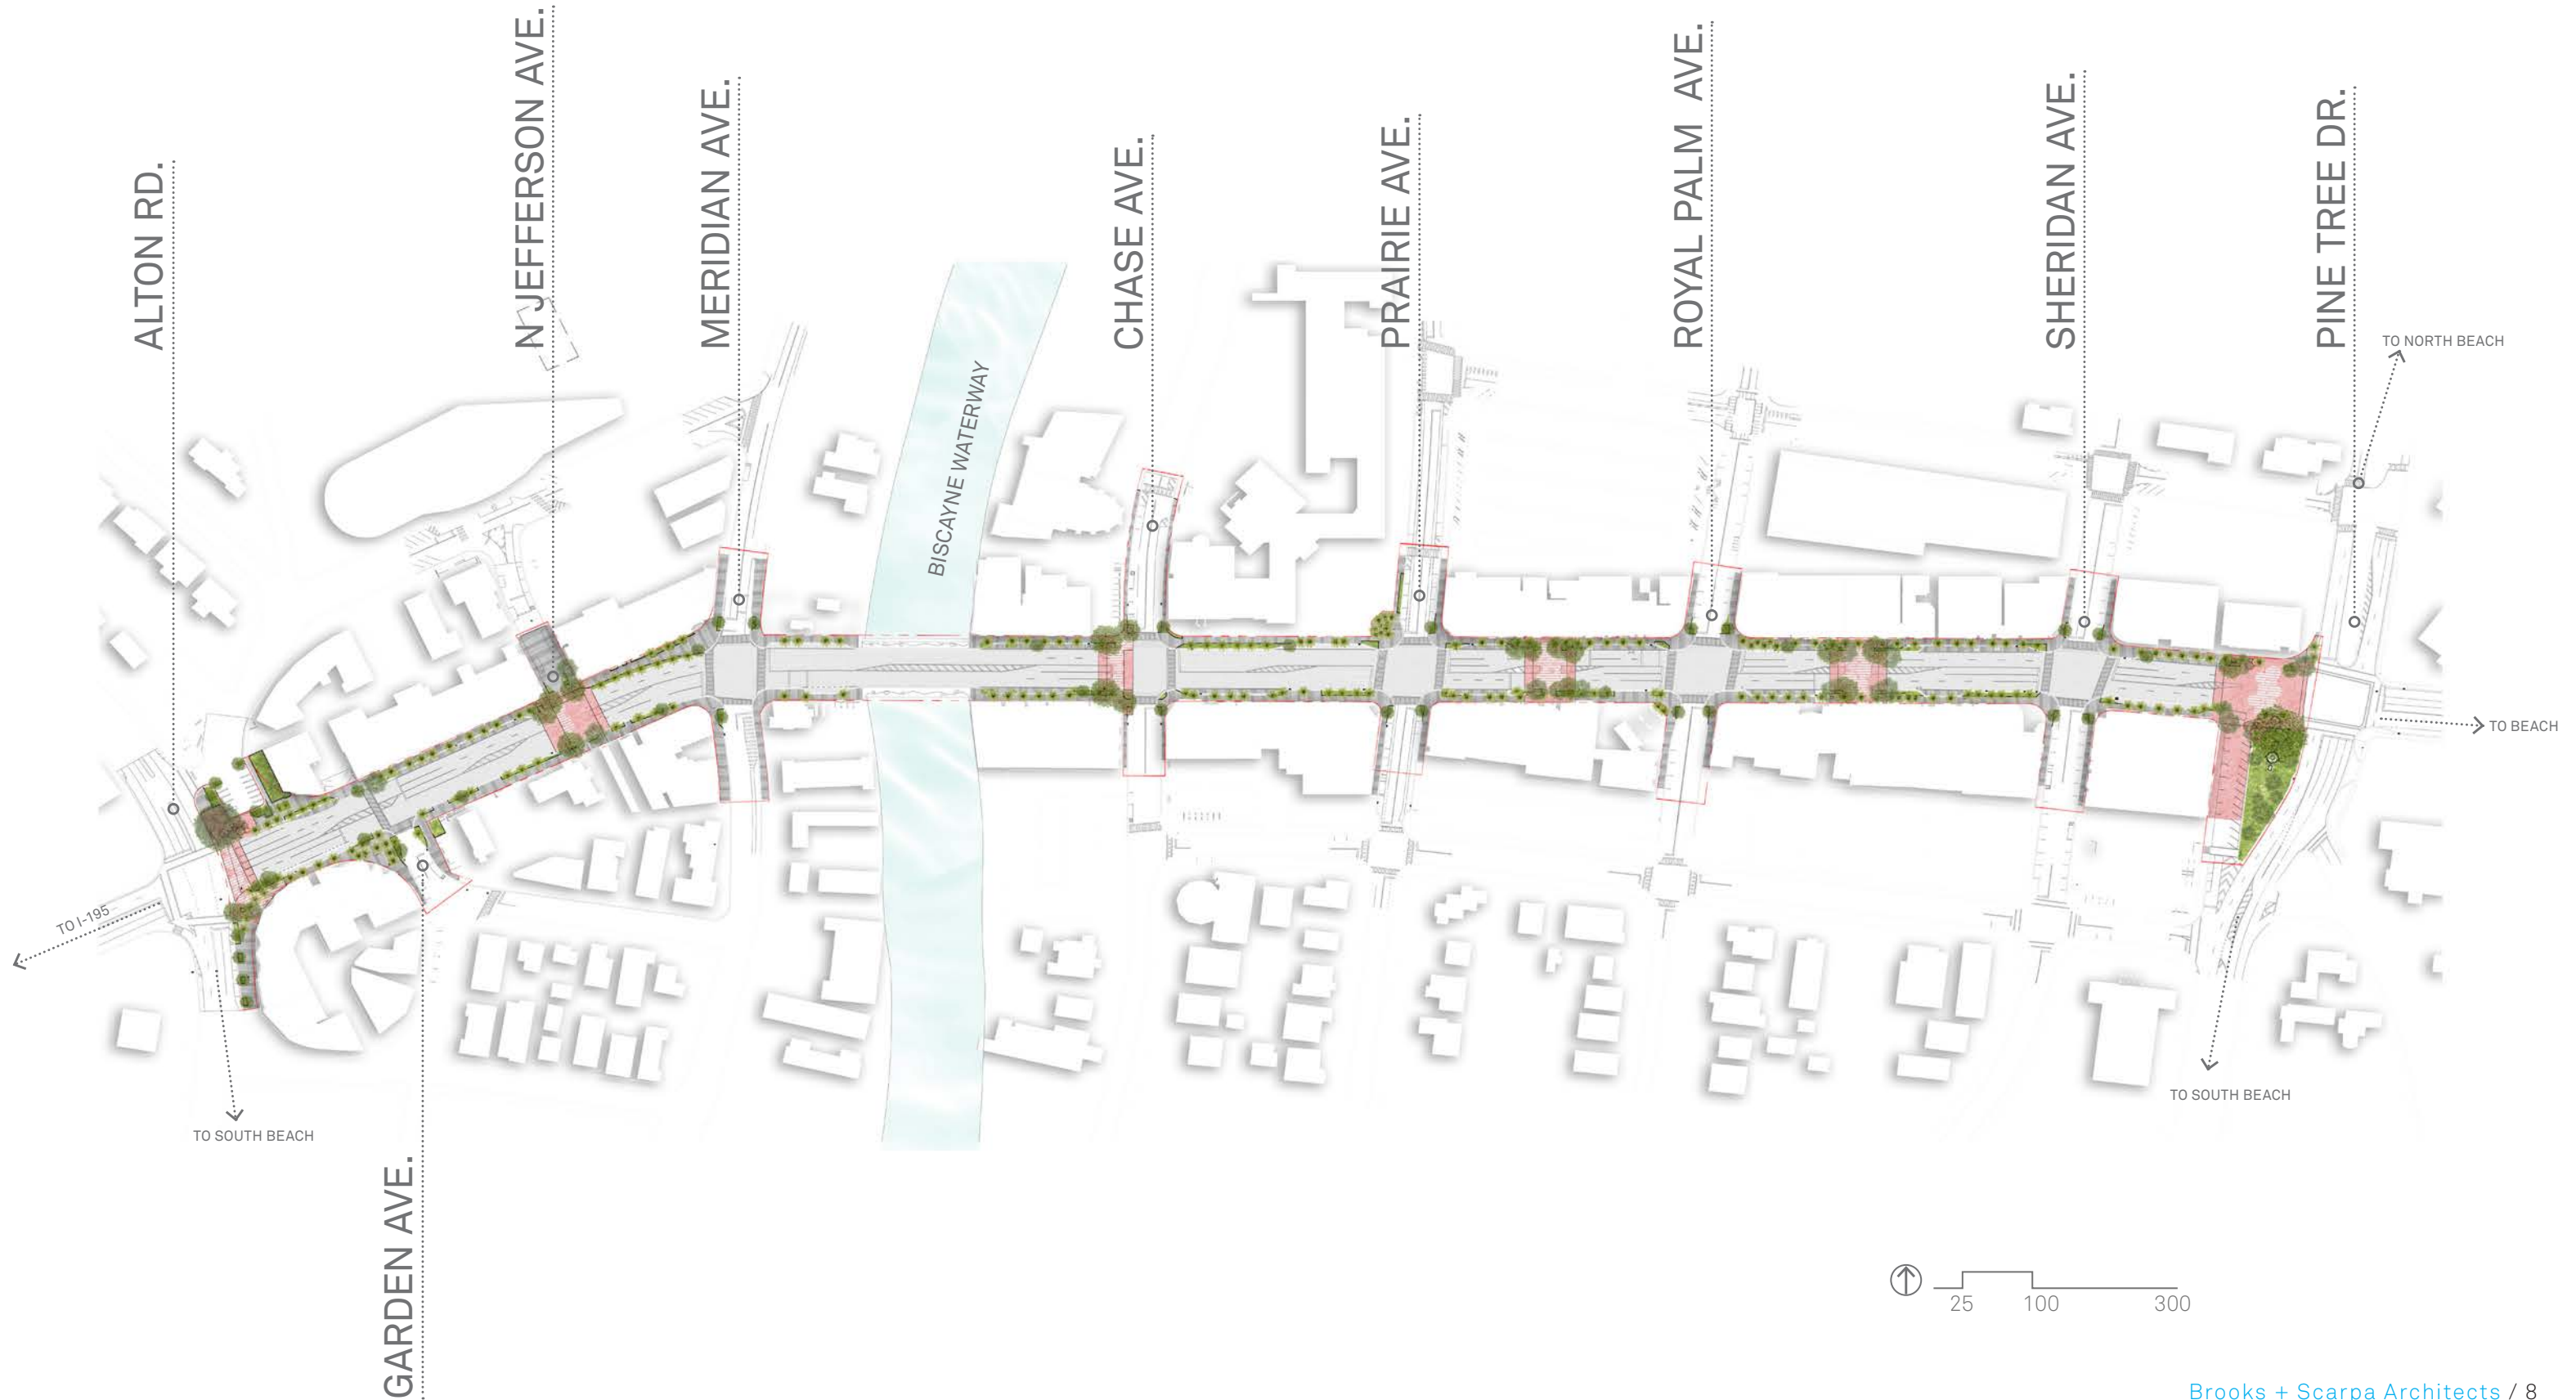 ALTON RD.
N JEFFERSON AVE.
MERIDIAN AVE.
BISCAYNE WATERWAY
CHASE AVE.
PRAIRIE AVE.
ROYAL PALM AVE.
SHERIDAN AVE.
PINE TREE DR.
TO NORTH BEACH
TO BEACH
TO I-195
TO SOUTH BEACH
TO SOUTH BEACH
GARDEN AVE.
25 100 300
Brooks + Scarpa Architects / 8